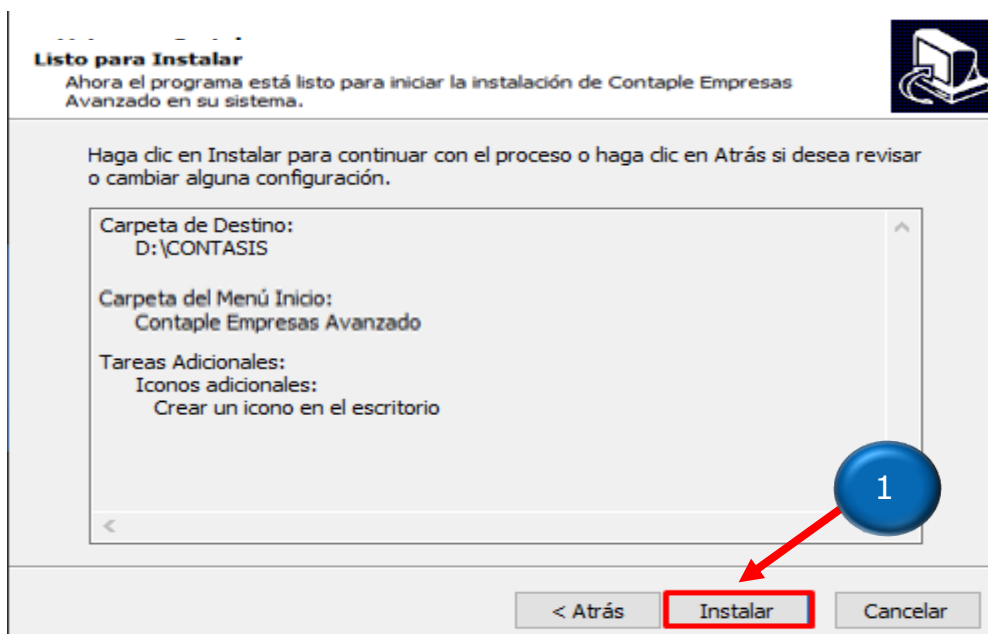 Listo para Instalar
Ahora el programa está listo para iniciar la instalación de Contaple Empresas
Avanzado en su sistema.
Haga clic en Instalar para continuar con el proceso o haga clic en Atrás si desea revisar
o cambiar alguna configuración.
Carpeta de Destino:
D:\CONTASIS
Carpeta del Menú Inicio:
Contaple Empresas Avanzado
Tareas Adicionales:
Iconos adicionales:
Crear un icono en el escritorio
1
< Atrás
Instalar
Cancelar